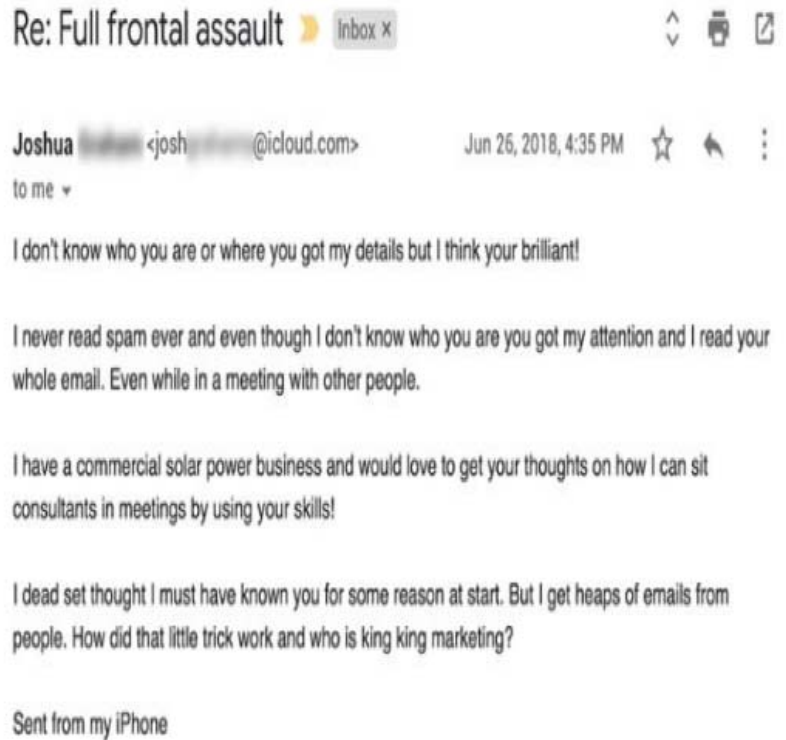 Re: Full frontal assault Inbox x
Joshua <josh @icloud.com> Jun 26, 2018, 4:35 PM
to me
I don't know who you are or where you got my details but I think your brilliant!
I never read spam ever and even though I don't know who you are you got my attention and I read your
whole email. Even while in a meeting with other people.
I have a commercial solar power business and would love to get your thoughts on how I can sit
consultants in meetings by using your skills!
I dead set thought I must have known you for some reason at start. But I get heaps of emails from
people. How did that little trick work and who is king king marketing?
Sent from my iPhone